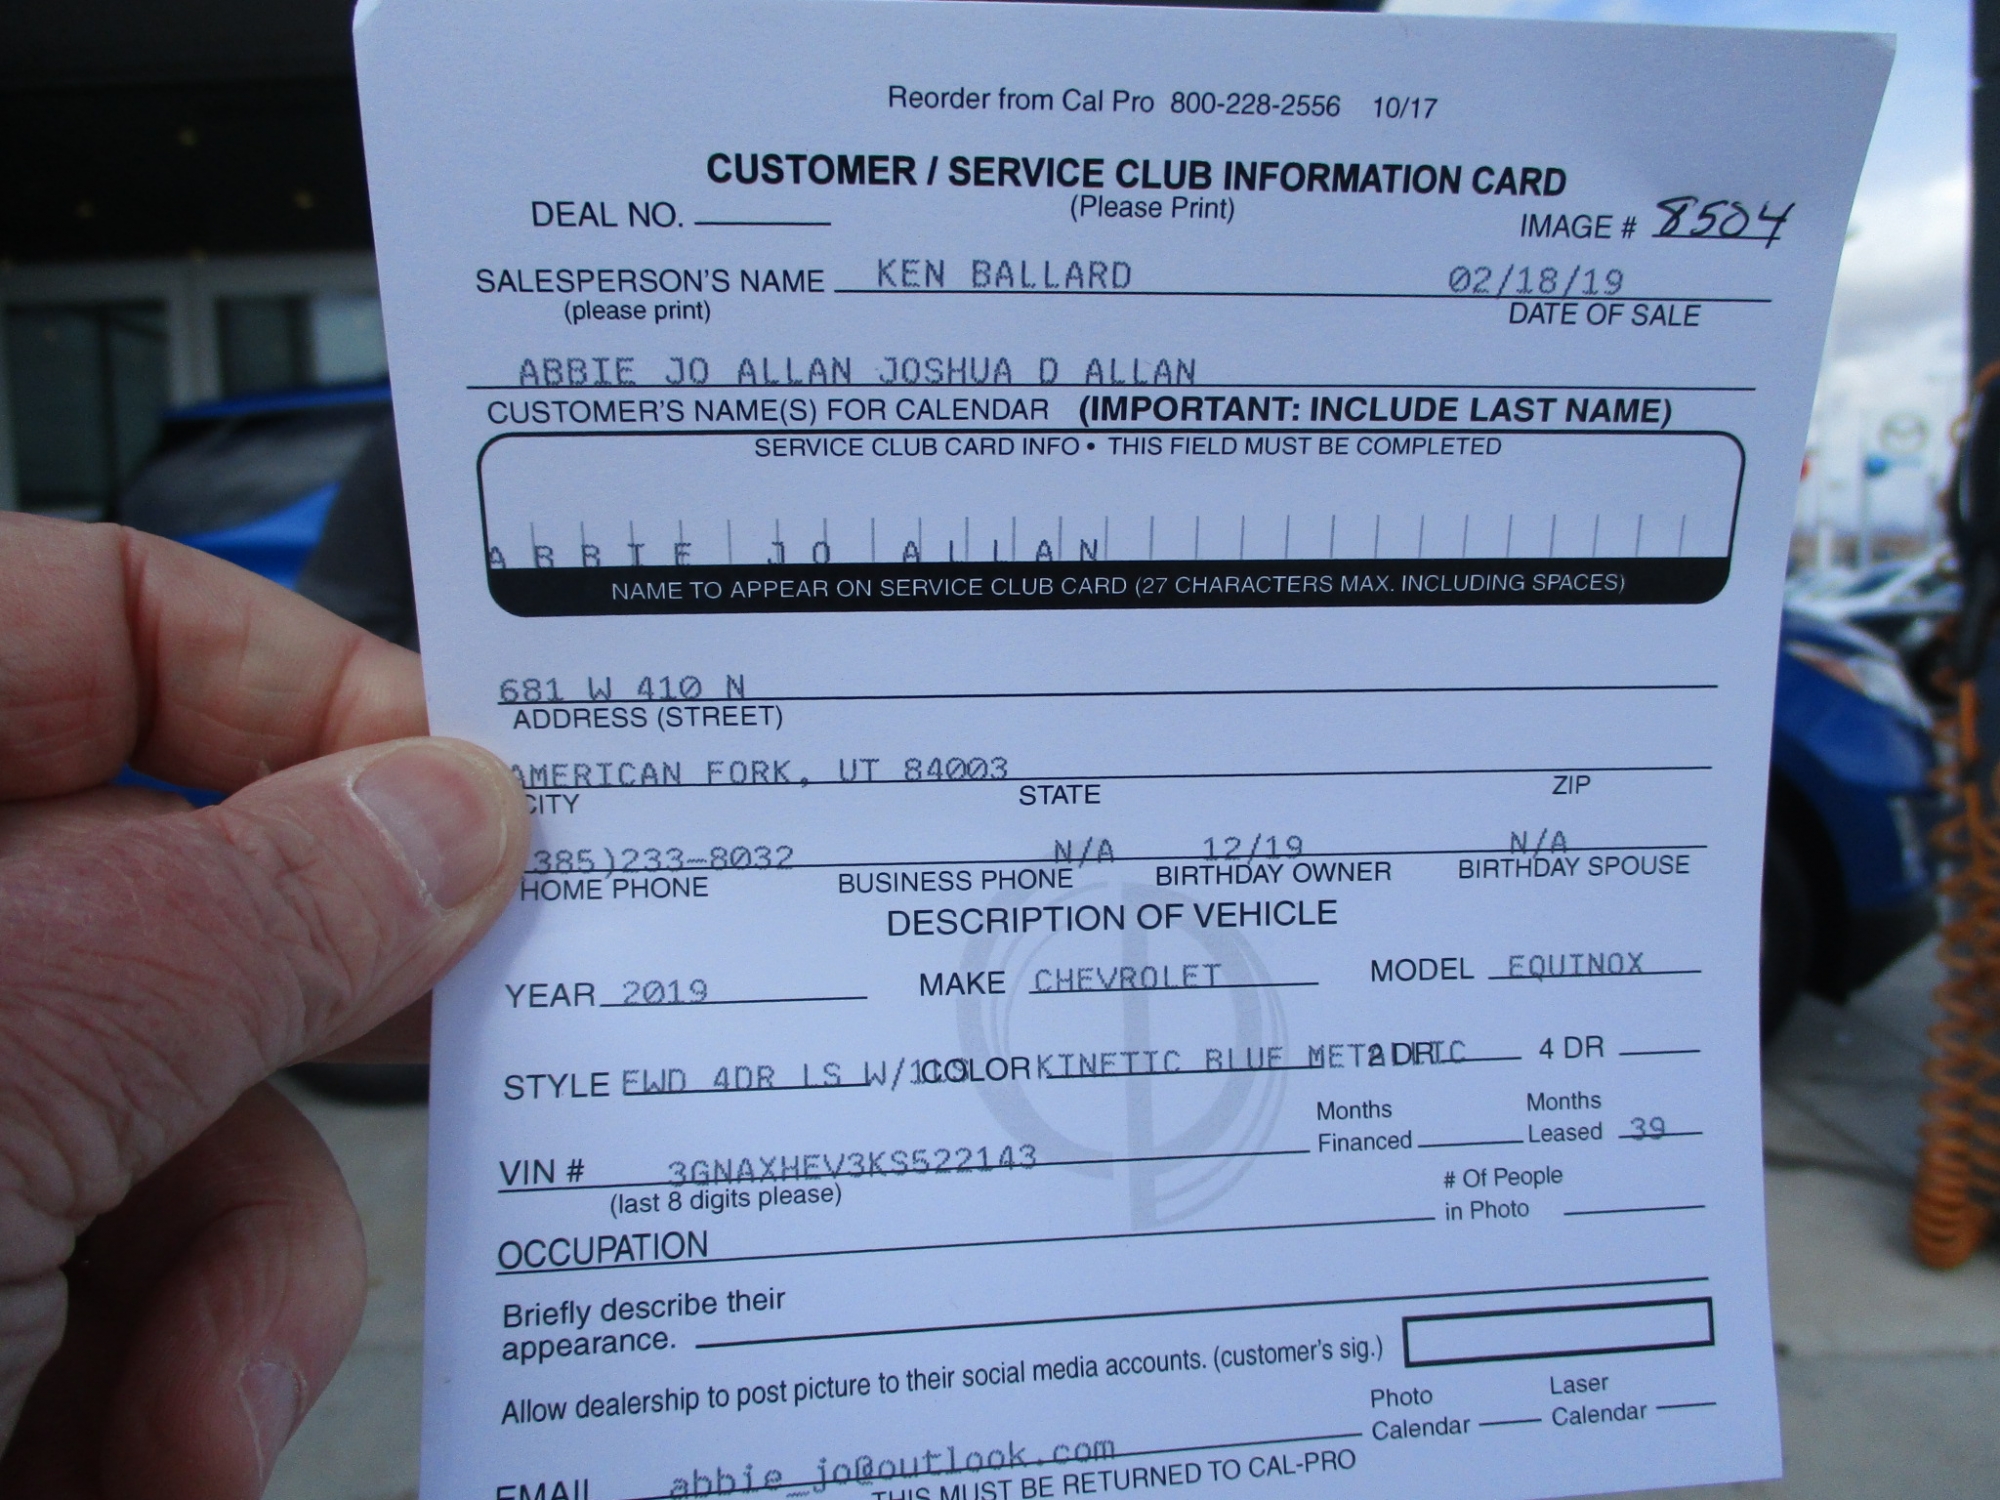 Reorder from Cal Pro 800-228-2556 10/17
CUSTOMER / SERVICE CLUB INFORMATION CARD
DEAL NO. (Please Print) IMAGE # 8504
SALESPERSON'S NAME KEN BALLARD 02/18/19
(please print) DATE OF SALE
ABBIE JO ALLAN JOSHUA D ALLAN
CUSTOMER'S NAME(S) FOR CALENDAR (IMPORTANT: INCLUDE LAST NAME)
SERVICE CLUB CARD INFO • THIS FIELD MUST BE COMPLETED
ABBIE JO ALLAN
NAME TO APPEAR ON SERVICE CLUB CARD (27 CHARACTERS MAX. INCLUDING SPACES)
681 W 410 N
ADDRESS (STREET)
AMERICAN FORK, UT 84003
CITY STATE ZIP
385)233-8032 N/A 12/19 N/A
HOME PHONE BUSINESS PHONE BIRTHDAY OWNER BIRTHDAY SPOUSE
DESCRIPTION OF VEHICLE
YEAR 2019 MAKE CHEVROLET MODEL EQUINOX
STYLE FWD 4DR LS W/ COLOR KINETIC BLUE METALLIC 2 DR 4 DR
Months Months
Financed Leased 39
VIN # 3GNAXHEV3KS522143
(last 8 digits please)
# Of People
in Photo
OCCUPATION
Briefly describe their
appearance.
Allow dealership to post picture to their social media accounts. (customer's sig.)
Photo Laser
Calendar Calendar
EMAIL abbie_jo@outlook.com
THIS MUST BE RETURNED TO CAL-PRO